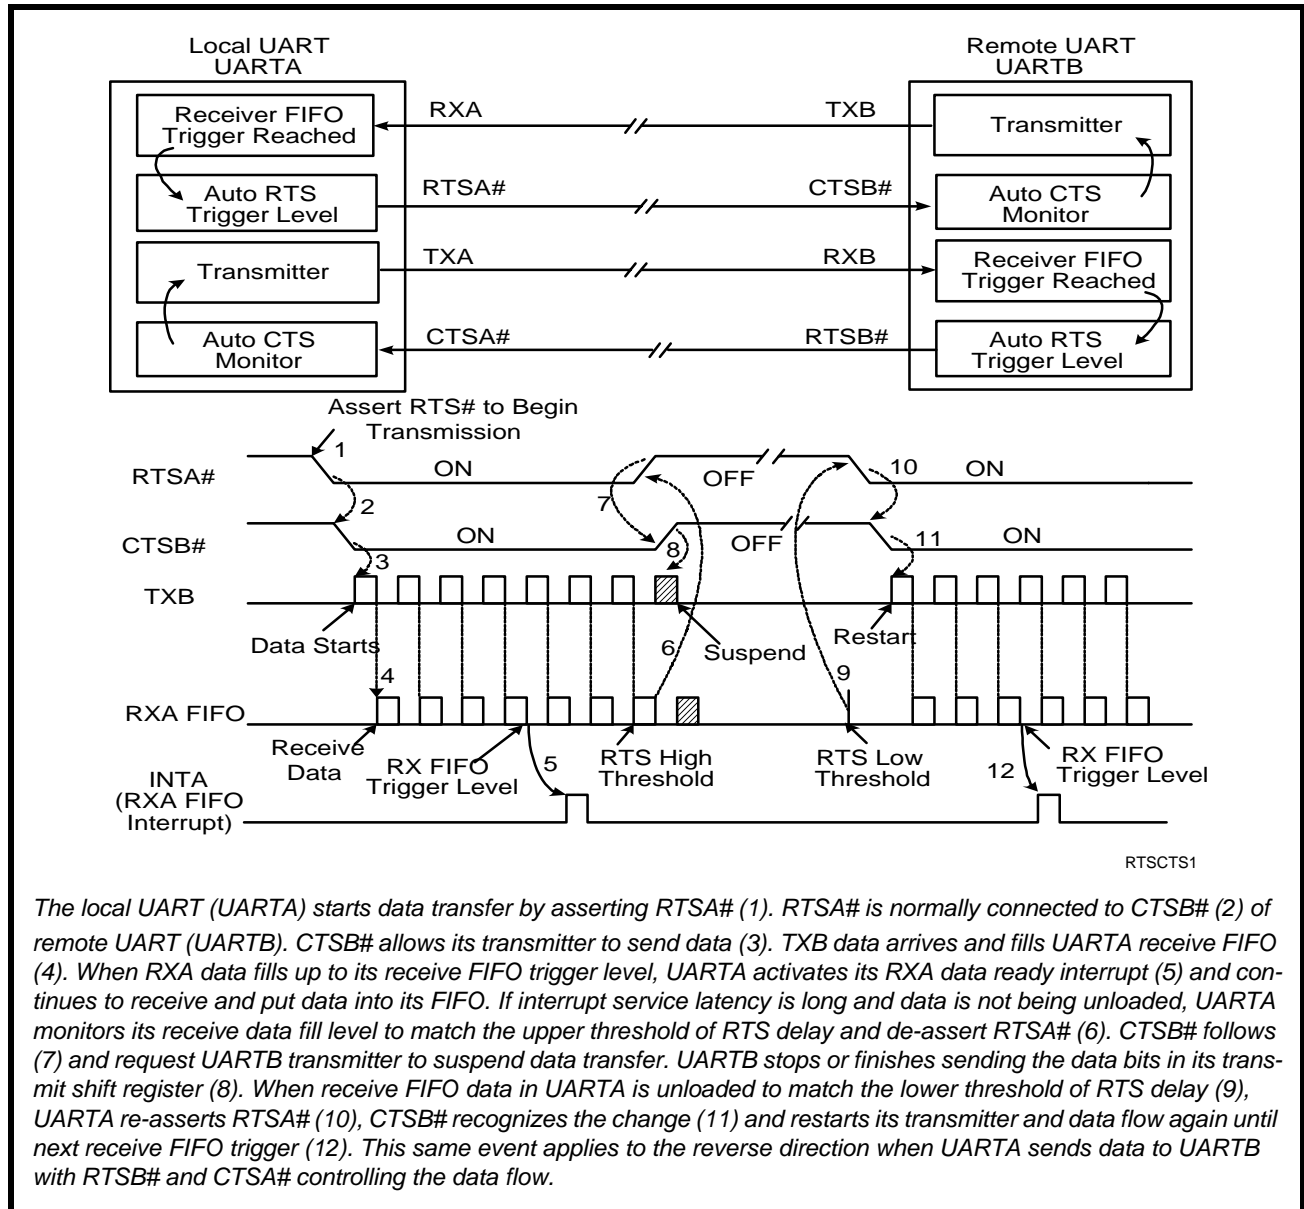 Local UART
UARTA
Remote UART
UARTB
Receiver FIFO
Trigger Reached
RXA
TXB
Transmitter
Auto RTS
Trigger Level
RTSA#
CTSB#
Auto CTS
Monitor
Transmitter
TXA
RXB
Receiver FIFO
Trigger Reached
Auto CTS
Monitor
CTSA#
RTSB#
Auto RTS
Trigger Level
Assert RTS# to Begin
Transmission
RTSA#
1
ON
7
OFF
10
ON
2
CTSB#
ON
8
OFF
11
ON
3
TXB
Data Starts
6
Suspend
Restart
4
9
RXA FIFO
Receive
Data
RX FIFO
Trigger Level
5
RTS High
Threshold
RTS Low
Threshold
12
RX FIFO
Trigger Level
INTA
(RXA FIFO
Interrupt)
RTSCTS1
The local UART (UARTA) starts data transfer by asserting RTSA# (1). RTSA# is normally connected to CTSB# (2) of
remote UART (UARTB). CTSB# allows its transmitter to send data (3). TXB data arrives and fills UARTA receive FIFO
(4). When RXA data fills up to its receive FIFO trigger level, UARTA activates its RXA data ready interrupt (5) and con-
tinues to receive and put data into its FIFO. If interrupt service latency is long and data is not being unloaded, UARTA
monitors its receive data fill level to match the upper threshold of RTS delay and de-assert RTSA# (6). CTSB# follows
(7) and request UARTB transmitter to suspend data transfer. UARTB stops or finishes sending the data bits in its trans-
mit shift register (8). When receive FIFO data in UARTA is unloaded to match the lower threshold of RTS delay (9),
UARTA re-asserts RTSA# (10), CTSB# recognizes the change (11) and restarts its transmitter and data flow again until
next receive FIFO trigger (12). This same event applies to the reverse direction when UARTA sends data to UARTB
with RTSB# and CTSA# controlling the data flow.